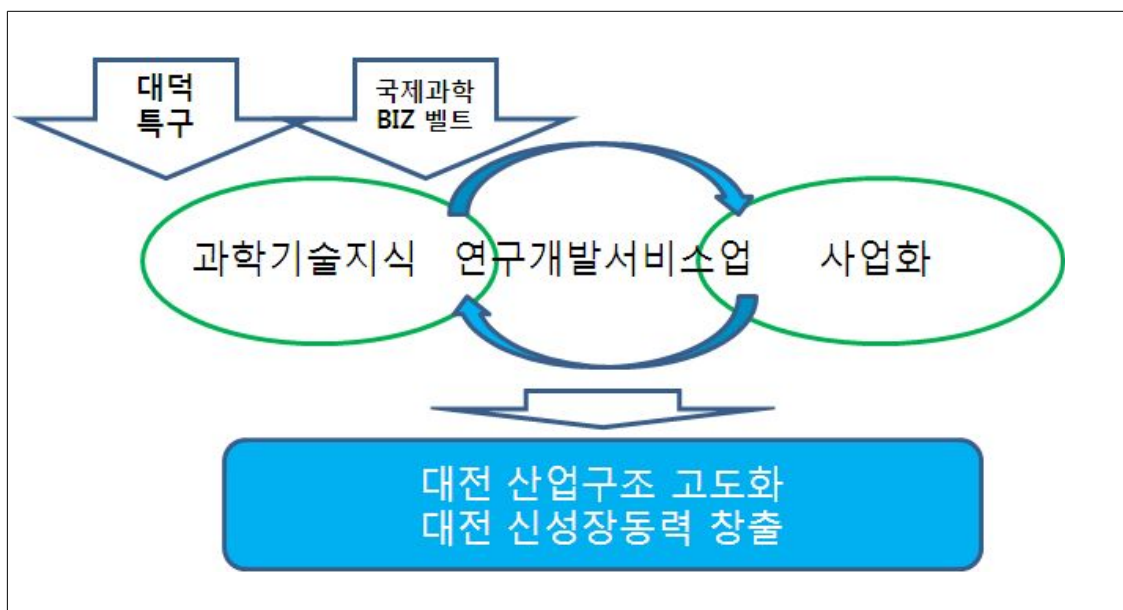 대덕
특구
국제과학
BIZ 벨트
과학기술지식
연구개발서비스업
사업화
대전 산업구조 고도화
대전 신성장동력 창출